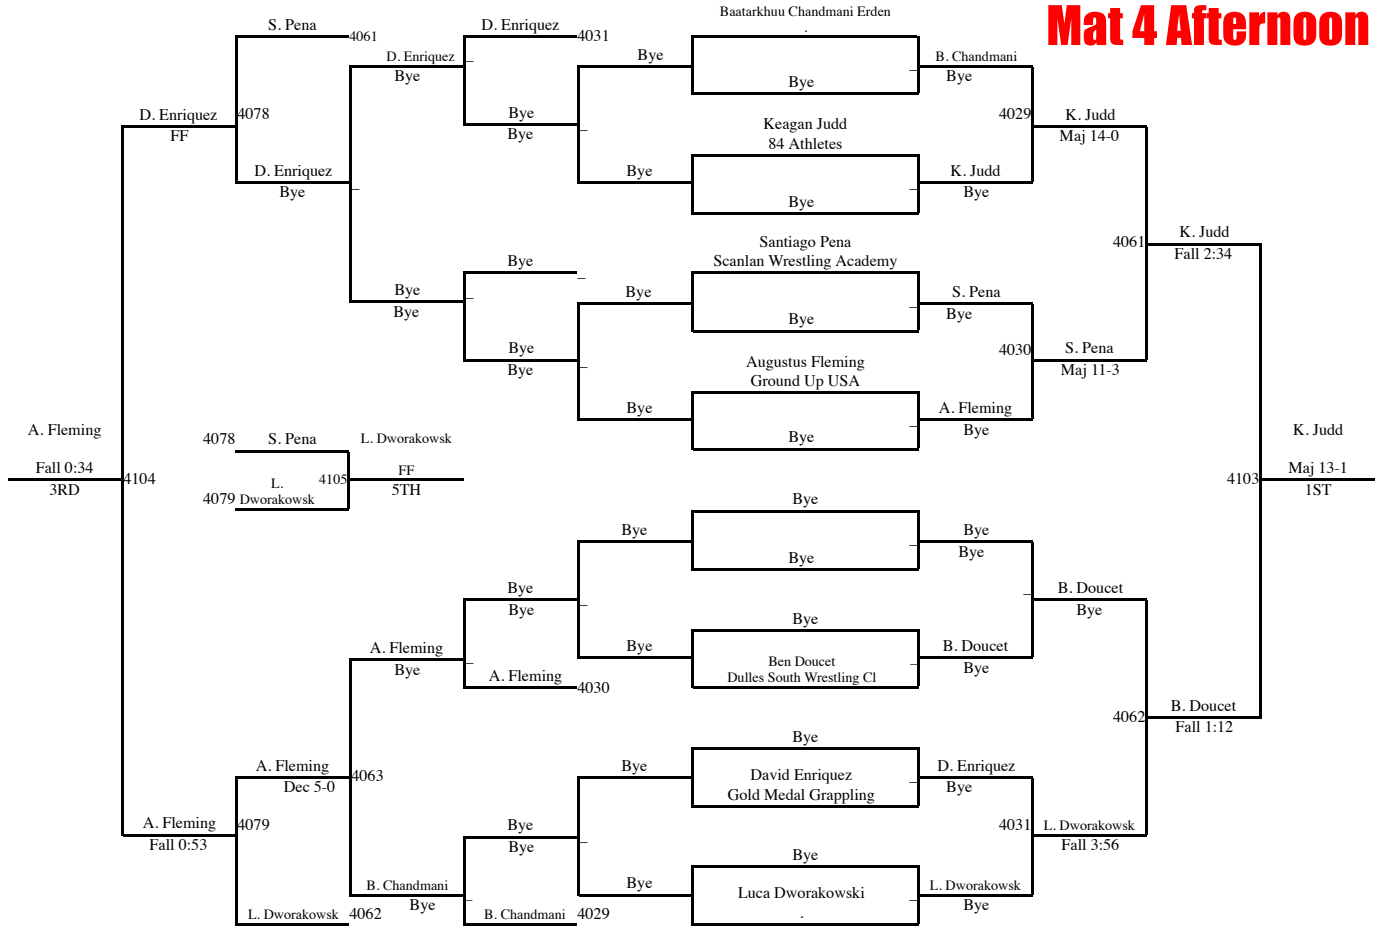 Mat 4 Afternoon
Baatarkhuu Chandmani Erden
.
S. Pena
4061
D. Enriquez
4031
D. Enriquez
Bye
Bye
B. Chandmani
Bye
Bye
D. Enriquez
FF
4078
Bye
Bye
Keagan Judd
84 Athletes
4029
K. Judd
Maj 14-0
D. Enriquez
Bye
Bye
Bye
K. Judd
Bye
Santiago Pena
Scanlan Wrestling Academy
4061
K. Judd
Fall 2:34
Bye
Bye
Bye
Bye
Bye
S. Pena
Bye
Bye
Bye
Augustus Fleming
Ground Up USA
4030
S. Pena
Maj 11-3
Bye
Bye
A. Fleming
Bye
A. Fleming
Fall 0:34
3RD
4104
4078
S. Pena
L. Dworakowsk
4105
FF
5TH
4079
L.
Dworakowsk
K. Judd
4103
Maj 13-1
1ST
Bye
Bye
Bye
Bye
Bye
Bye
Bye
B. Doucet
Bye
Bye
A. Fleming
Bye
A. Fleming
4030
Bye
Ben Doucet
Dulles South Wrestling Cl
B. Doucet
Bye
4062
B. Doucet
Fall 1:12
Bye
A. Fleming
Dec 5-0
4063
Bye
David Enriquez
Gold Medal Grappling
D. Enriquez
Bye
A. Fleming
Fall 0:53
4079
Bye
Bye
4031
L. Dworakowsk
Fall 3:56
Bye
B. Chandmani
Bye
Bye
Luca Dworakowski
.
L. Dworakowsk
Bye
L. Dworakowsk
4062
B. Chandmani
4029